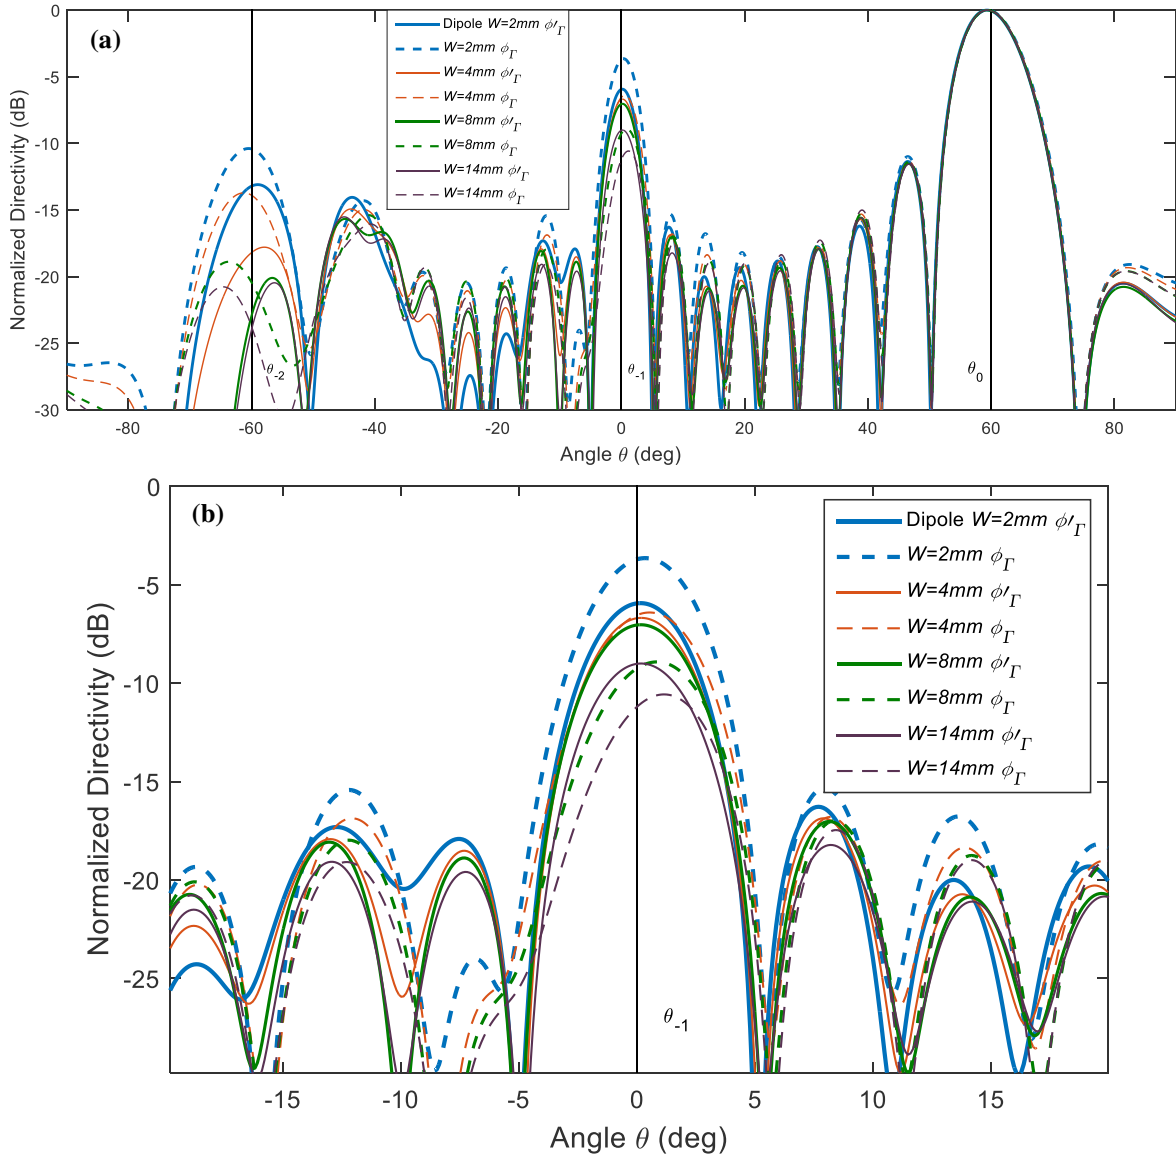 (a)
0
-5
-10
-15
-20
-25
-30
Normalized Directivity (dB)
Dipole W=2mm ϕ′Γ
W=2mm ϕΓ
W=4mm ϕ′Γ
W=4mm ϕΓ
W=8mm ϕ′Γ
W=8mm ϕΓ
W=14mm ϕ′Γ
W=14mm ϕΓ
θ-2
θ-1
θ0
-80 -60 -40 -20 0 20 40 60 80
Angle θ (deg)
(b)
0
-5
-10
-15
-20
-25
Normalized Directivity (dB)
Dipole W=2mm ϕ′Γ
W=2mm ϕΓ
W=4mm ϕ′Γ
W=4mm ϕΓ
W=8mm ϕ′Γ
W=8mm ϕΓ
W=14mm ϕ′Γ
W=14mm ϕΓ
θ-1
-15 -10 -5 0 5 10 15
Angle θ (deg)